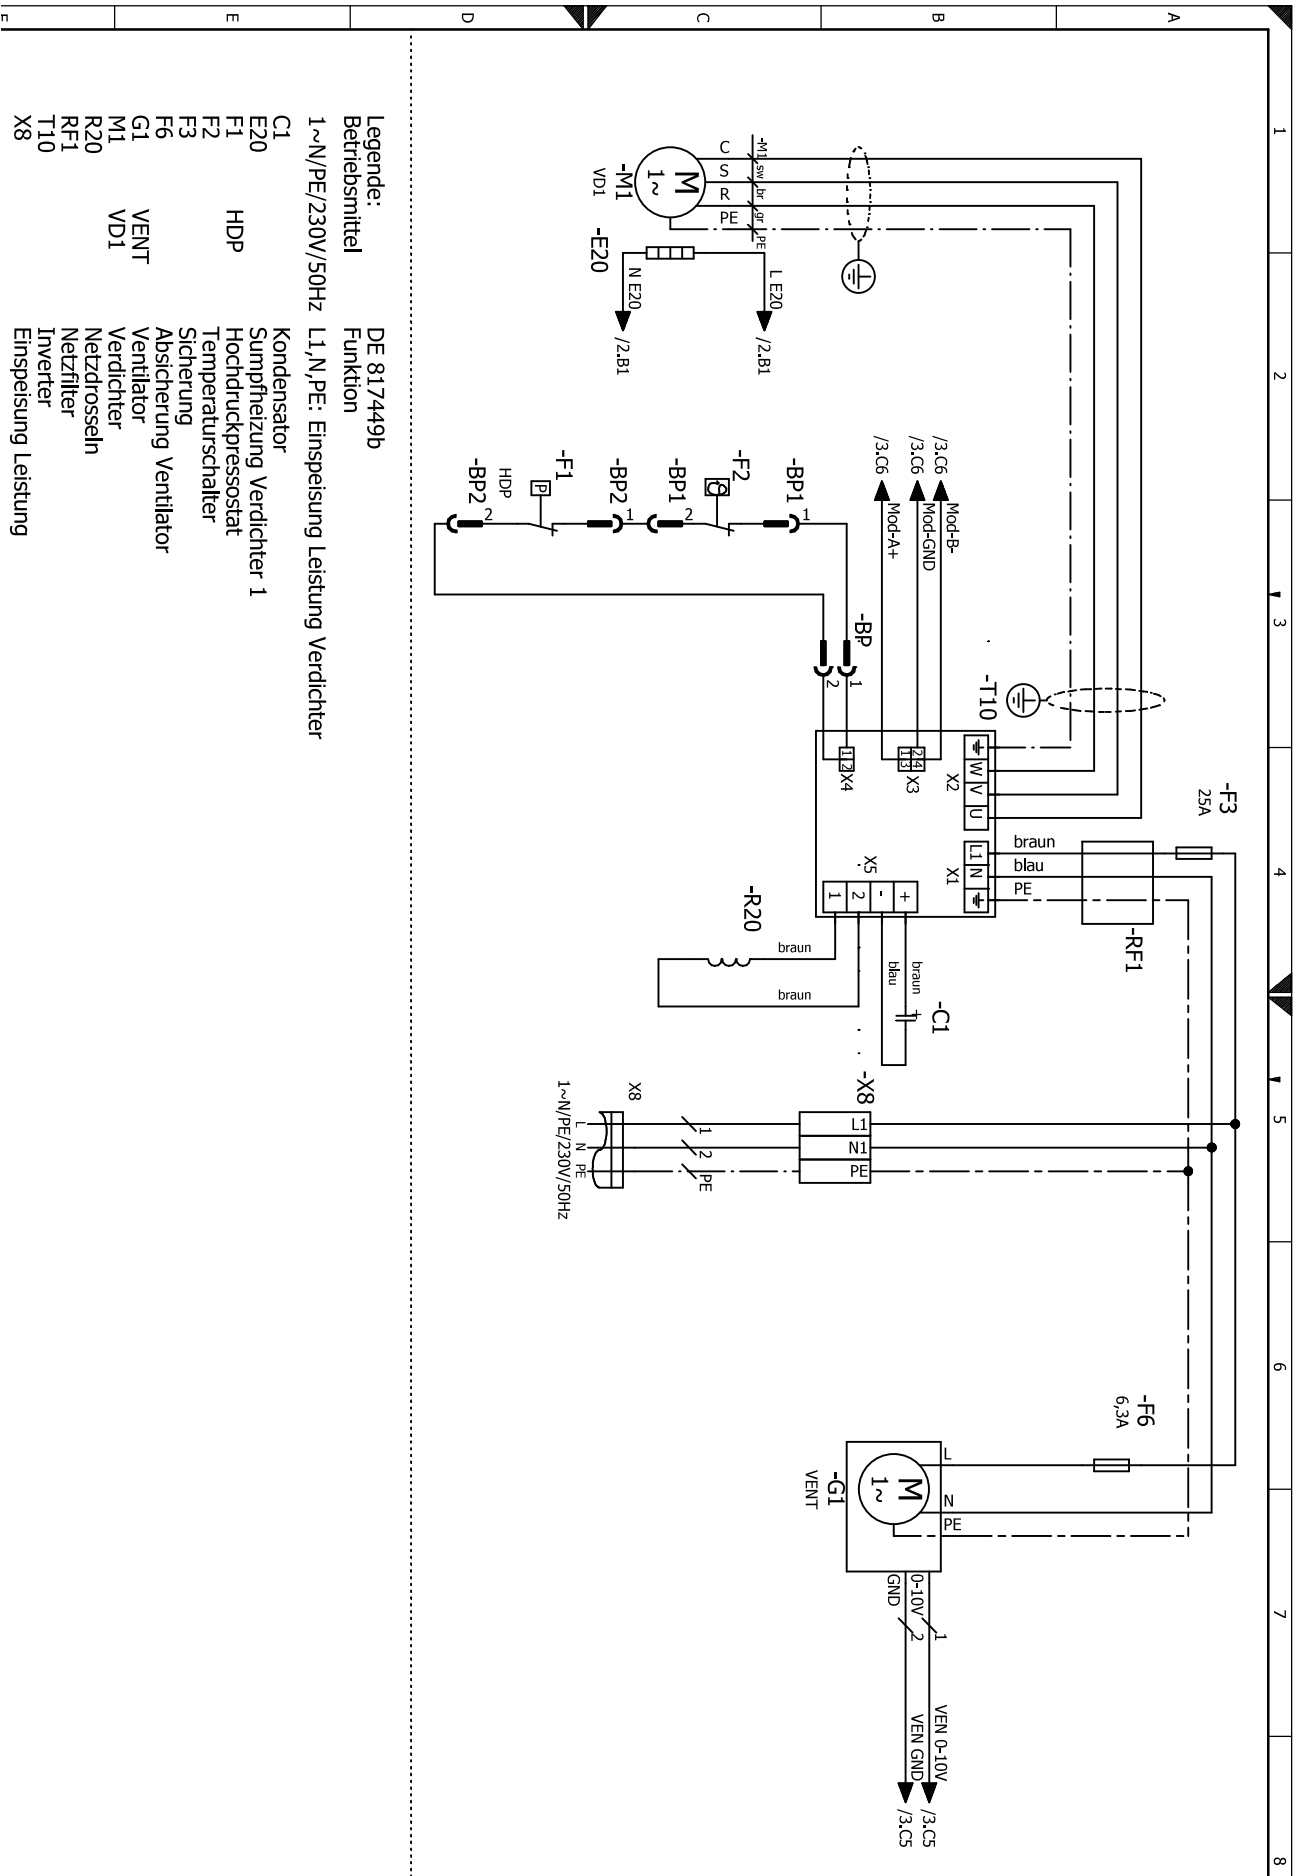 1
2
3
4
5
6
7
8
A
B
C
D
E
F
-F3
25A
-RF1
-F6
6,3A
braun
blau
PE
L1
N
X1
U
V
W
X2
-T10
2
4
1
3
X3
1
2
X4
X5
+
-
2
1
Mod-B-
/3.C6
Mod-GND
/3.C6
Mod-A+
/3.C6
-BP
1
2
-M1
sw
br
gr
PE
C
S
R
PE
M
1~
-M1
VD1
-E20
L E20
/2.B1
N E20
/2.B1
-BP1
1
-F2
-BP1
2
-BP2
1
-F1
P
HDP
-BP2
2
-C1
+
braun
blau
-R20
braun
braun
-X8
L1
N1
PE
1
2
PE
X8
L
N
PE
1~N/PE/230V/50Hz
L
N
PE
M
1~
-G1
VENT
0-10V
1
VEN 0-10V
/3.C5
GND
2
VEN GND
/3.C5
Legende: DE 817449b
Betriebsmittel Funktion
1~N/PE/230V/50Hz L1,N,PE: Einspeisung Leistung Verdichter
C1 Kondensator
E20 Sumpfheizung Verdichter 1
F1 HDP Hochdruckpressostat
F2 Temperaturschalter
F3 Sicherung
F6 Absicherung Ventilator
G1 VENT Ventilator
M1 VD1 Verdichter
R20 Netzdrosseln
RF1 Netzfilter
T10 Inverter
X8 Einspeisung Leistung